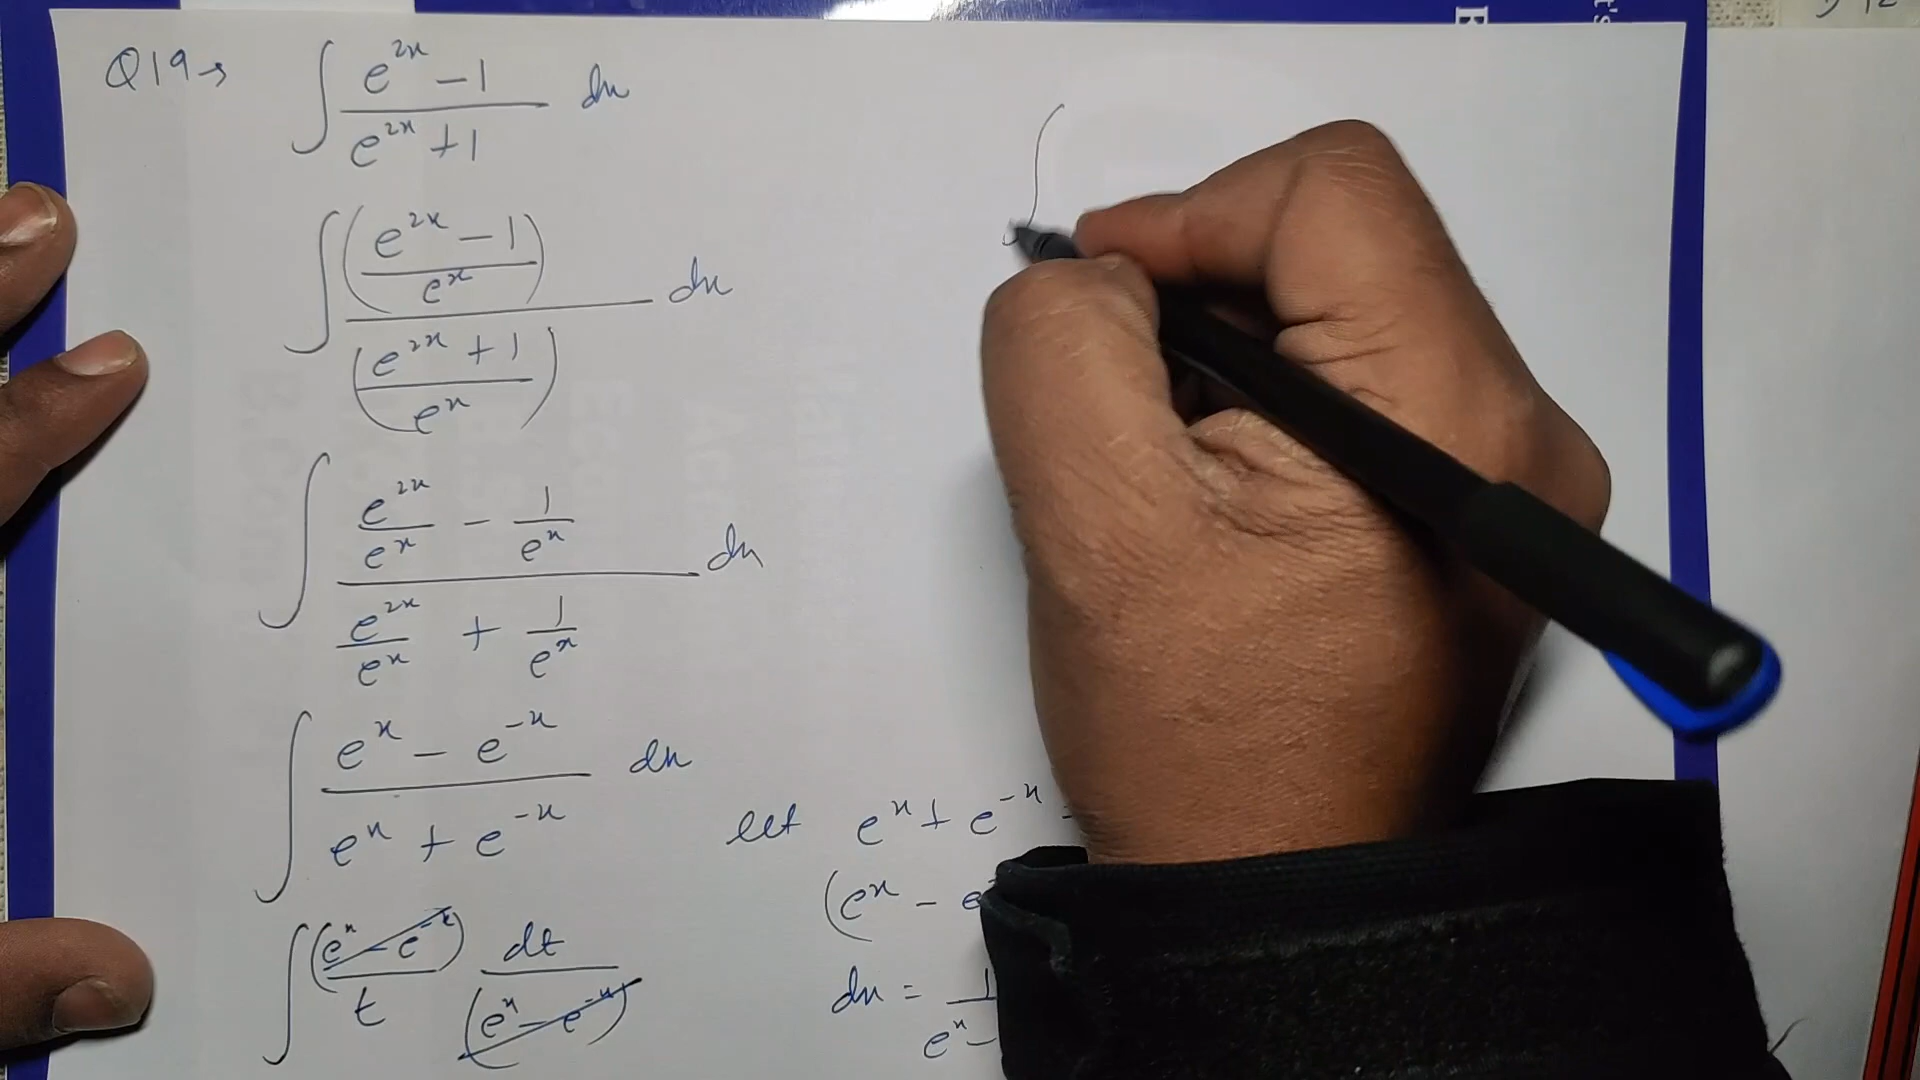 Q19→ ∫ (e^{2x} - 1)/(e^{2x} + 1) dx
∫ ((e^{2x} - 1)/e^x)/((e^{2x} + 1)/e^x) dx
∫ (e^{2x}/e^x - 1/e^x)/(e^{2x}/e^x + 1/e^x) dx
∫ (e^x - e^{-x})/(e^x + e^{-x}) dx
let e^x + e^{-x}
(e^x - e
dx = 1/(e^x -
∫ (e^x - e^{-x})/t dt/(e^x - e^{-x})
∫